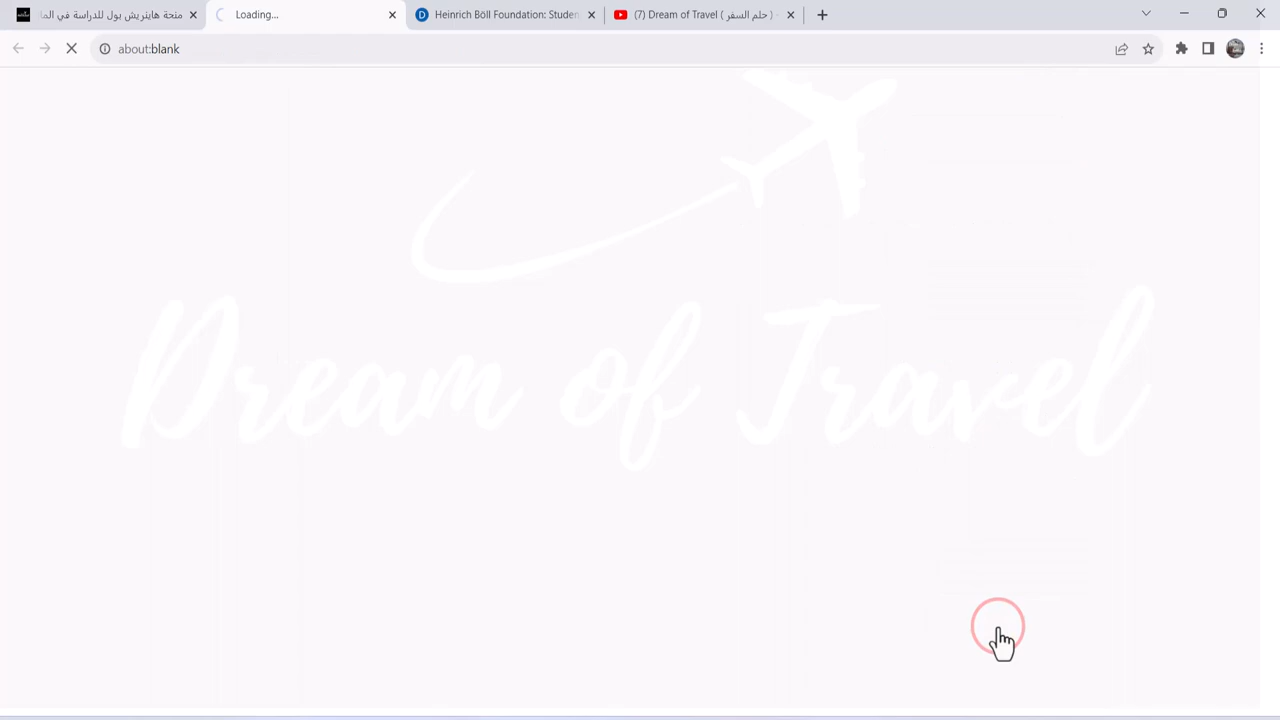 منحة هاينريش بول للدراسة في الما
Loading...
Heinrich Böll Foundation: Studen
(7) Dream of Travel ( حلم السفر ) -
about:blank
Dream of Travel